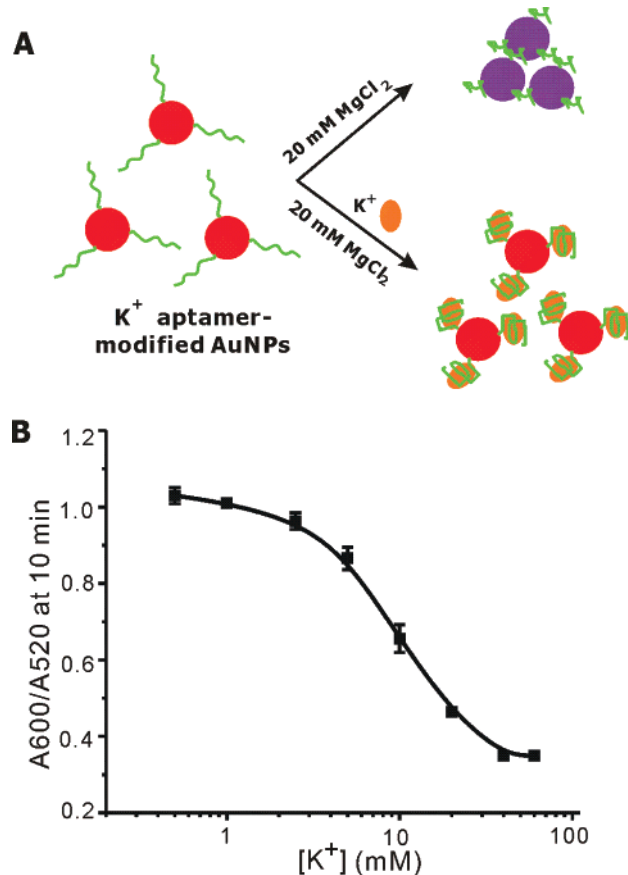 A
20 mM MgCl₂
K⁺
20 mM MgCl₂
K⁺ aptamer-
modified AuNPs
B
A600/A520 at 10 min
1.2
1.0
0.8
0.6
0.4
0.2
1
10
100
[K⁺] (mM)